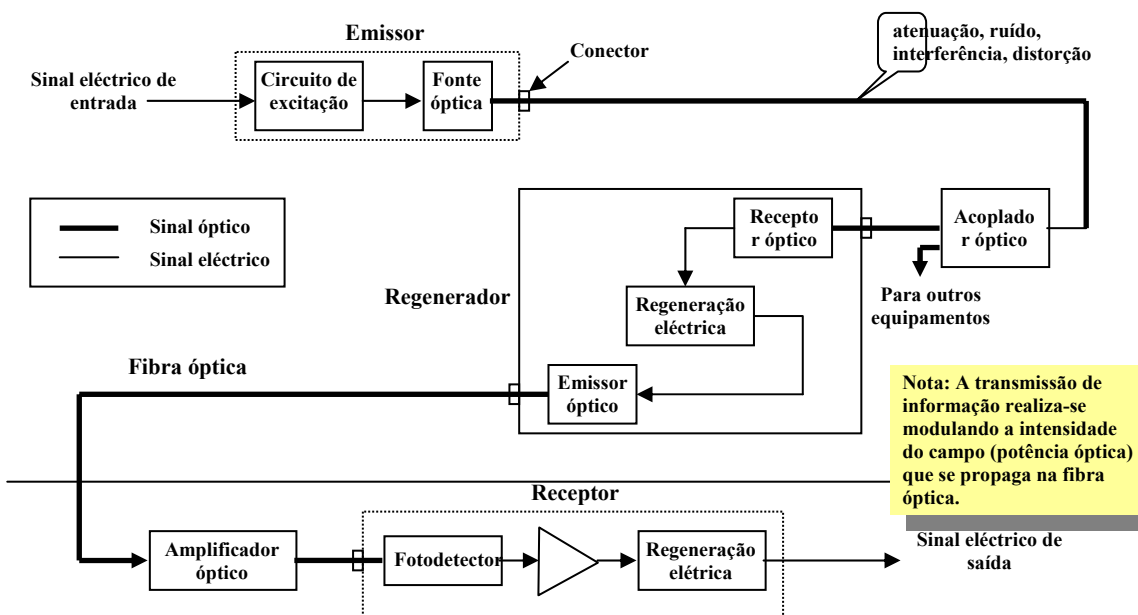 Emissor
Conector
atenuação, ruído,
interferência, distorção
Sinal eléctrico de
entrada
Circuito de
excitação
Fonte
óptica
Sinal óptico
Sinal eléctrico
Regenerador
Recepto
r óptico
Acoplado
r óptico
Regeneração
eléctrica
Para outros
equipamentos
Fibra óptica
Emissor
óptico
Nota: A transmissão de
informação realiza-se
modulando a intensidade
do campo (potência óptica)
que se propaga na fibra
óptica.
Receptor
Amplificador
óptico
Fotodetector
Regeneração
elétrica
Sinal eléctrico de
saída